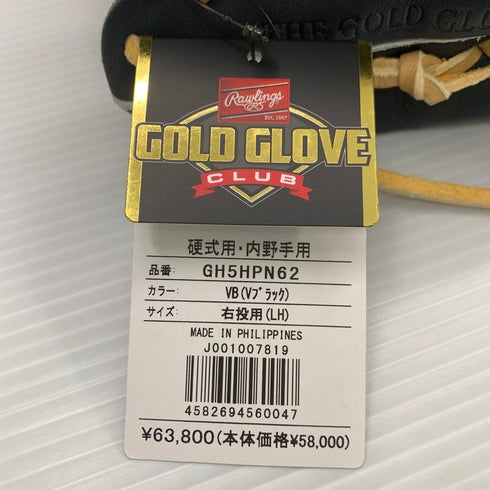 THE GOLD GLO
Rawlings
EST. 1887
GOLD GLOVE
CLUB
硬式用・内野手用
品番: GH5HPN62
カラー: VB(Vブラック)
サイズ: 右投用(LH)
MADE IN PHILIPPINES
J001007819
4582694560047
¥63,800(本体価格¥58,000)